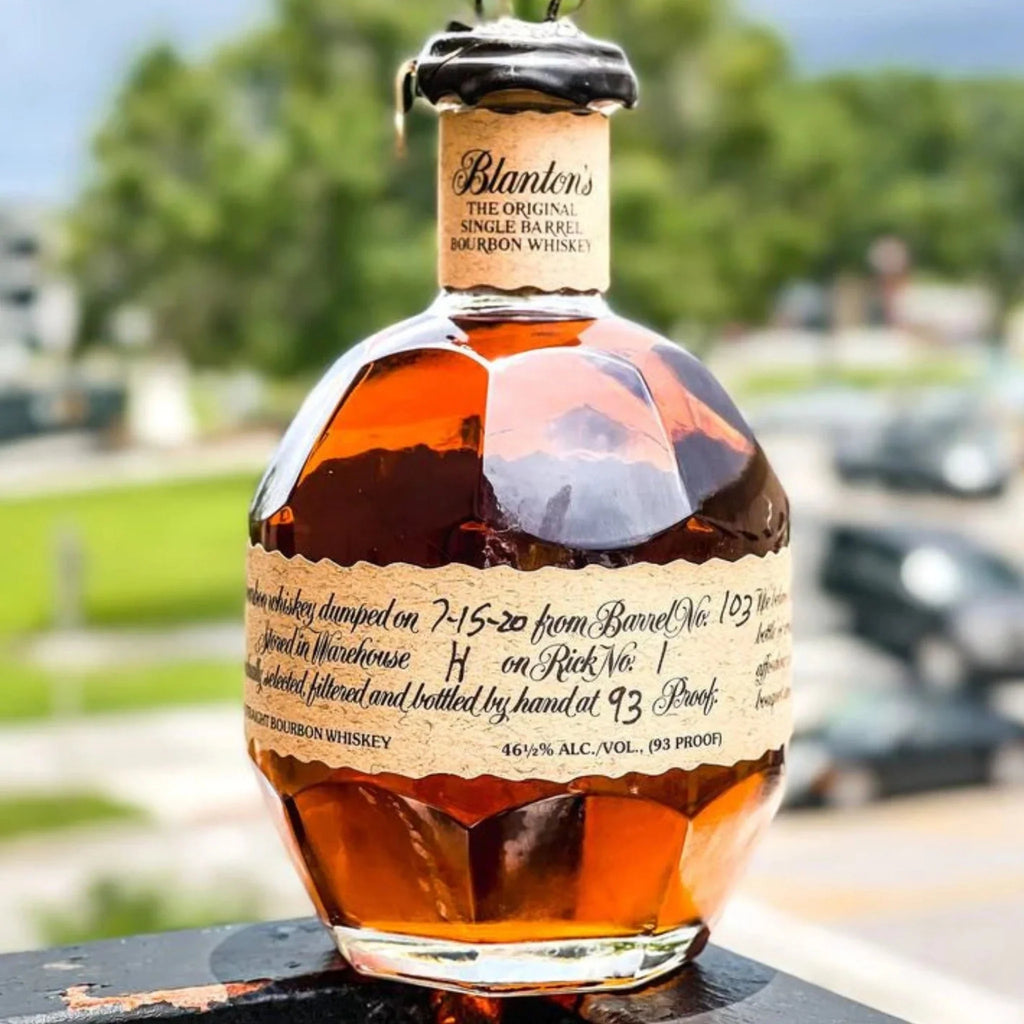 Blanton's
THE ORIGINAL
SINGLE BARREL
BOURBON WHISKEY
whiskey dumped on 7-15-20 from Barrel No. 103
Stored in Warehouse H on Rick No. 1
selected, filtered and bottled by hand at 93 Proof.
BOURBON WHISKEY
46½% ALC./VOL., (93 PROOF)